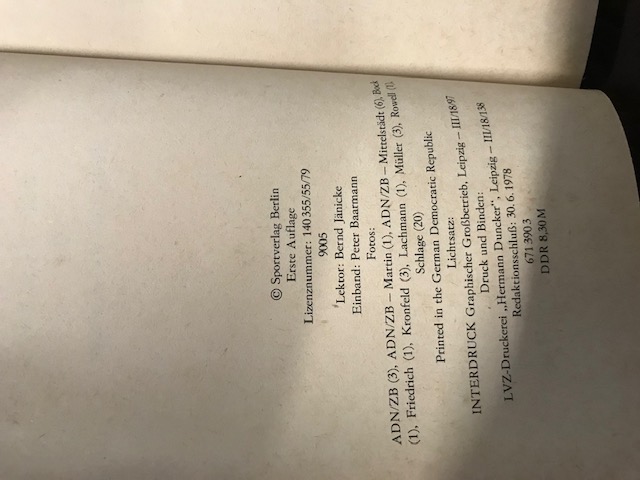 © Sportverlag Berlin
Erste Auflage
Lizenznummer: 140 355/55/79
9005
Lektor: Bernd Jänicke
Einband: Peter Baarmann
Fotos:
ADN/ZB (3), ADN/ZB – Martin (1), ADN/ZB – Mittelstädt (6), Bock
(1), Friedrich (1), Kronfeld (3), Lachmann (1), Müller (3), Rowell (1),
Schlage (20)
Printed in the German Democratic Republic
Lichtsatz:
INTERDRUCK Graphischer Großbetrieb, Leipzig – III/18/97
Druck und Binden:
LVZ-Druckerei „Hermann Duncker“, Leipzig – III/18/138
Redaktionsschluß: 30. 6. 1978
671 390 3
DDR 8,30 M